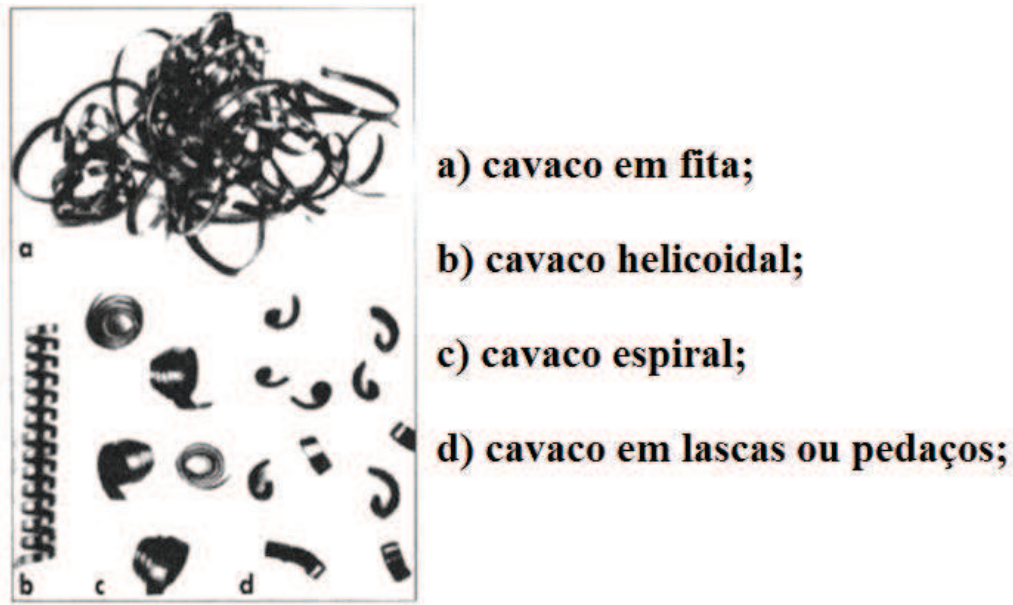 a
b
c
d
a) cavaco em fita;
b) cavaco helicoidal;
c) cavaco espiral;
d) cavaco em lascas ou pedaços;